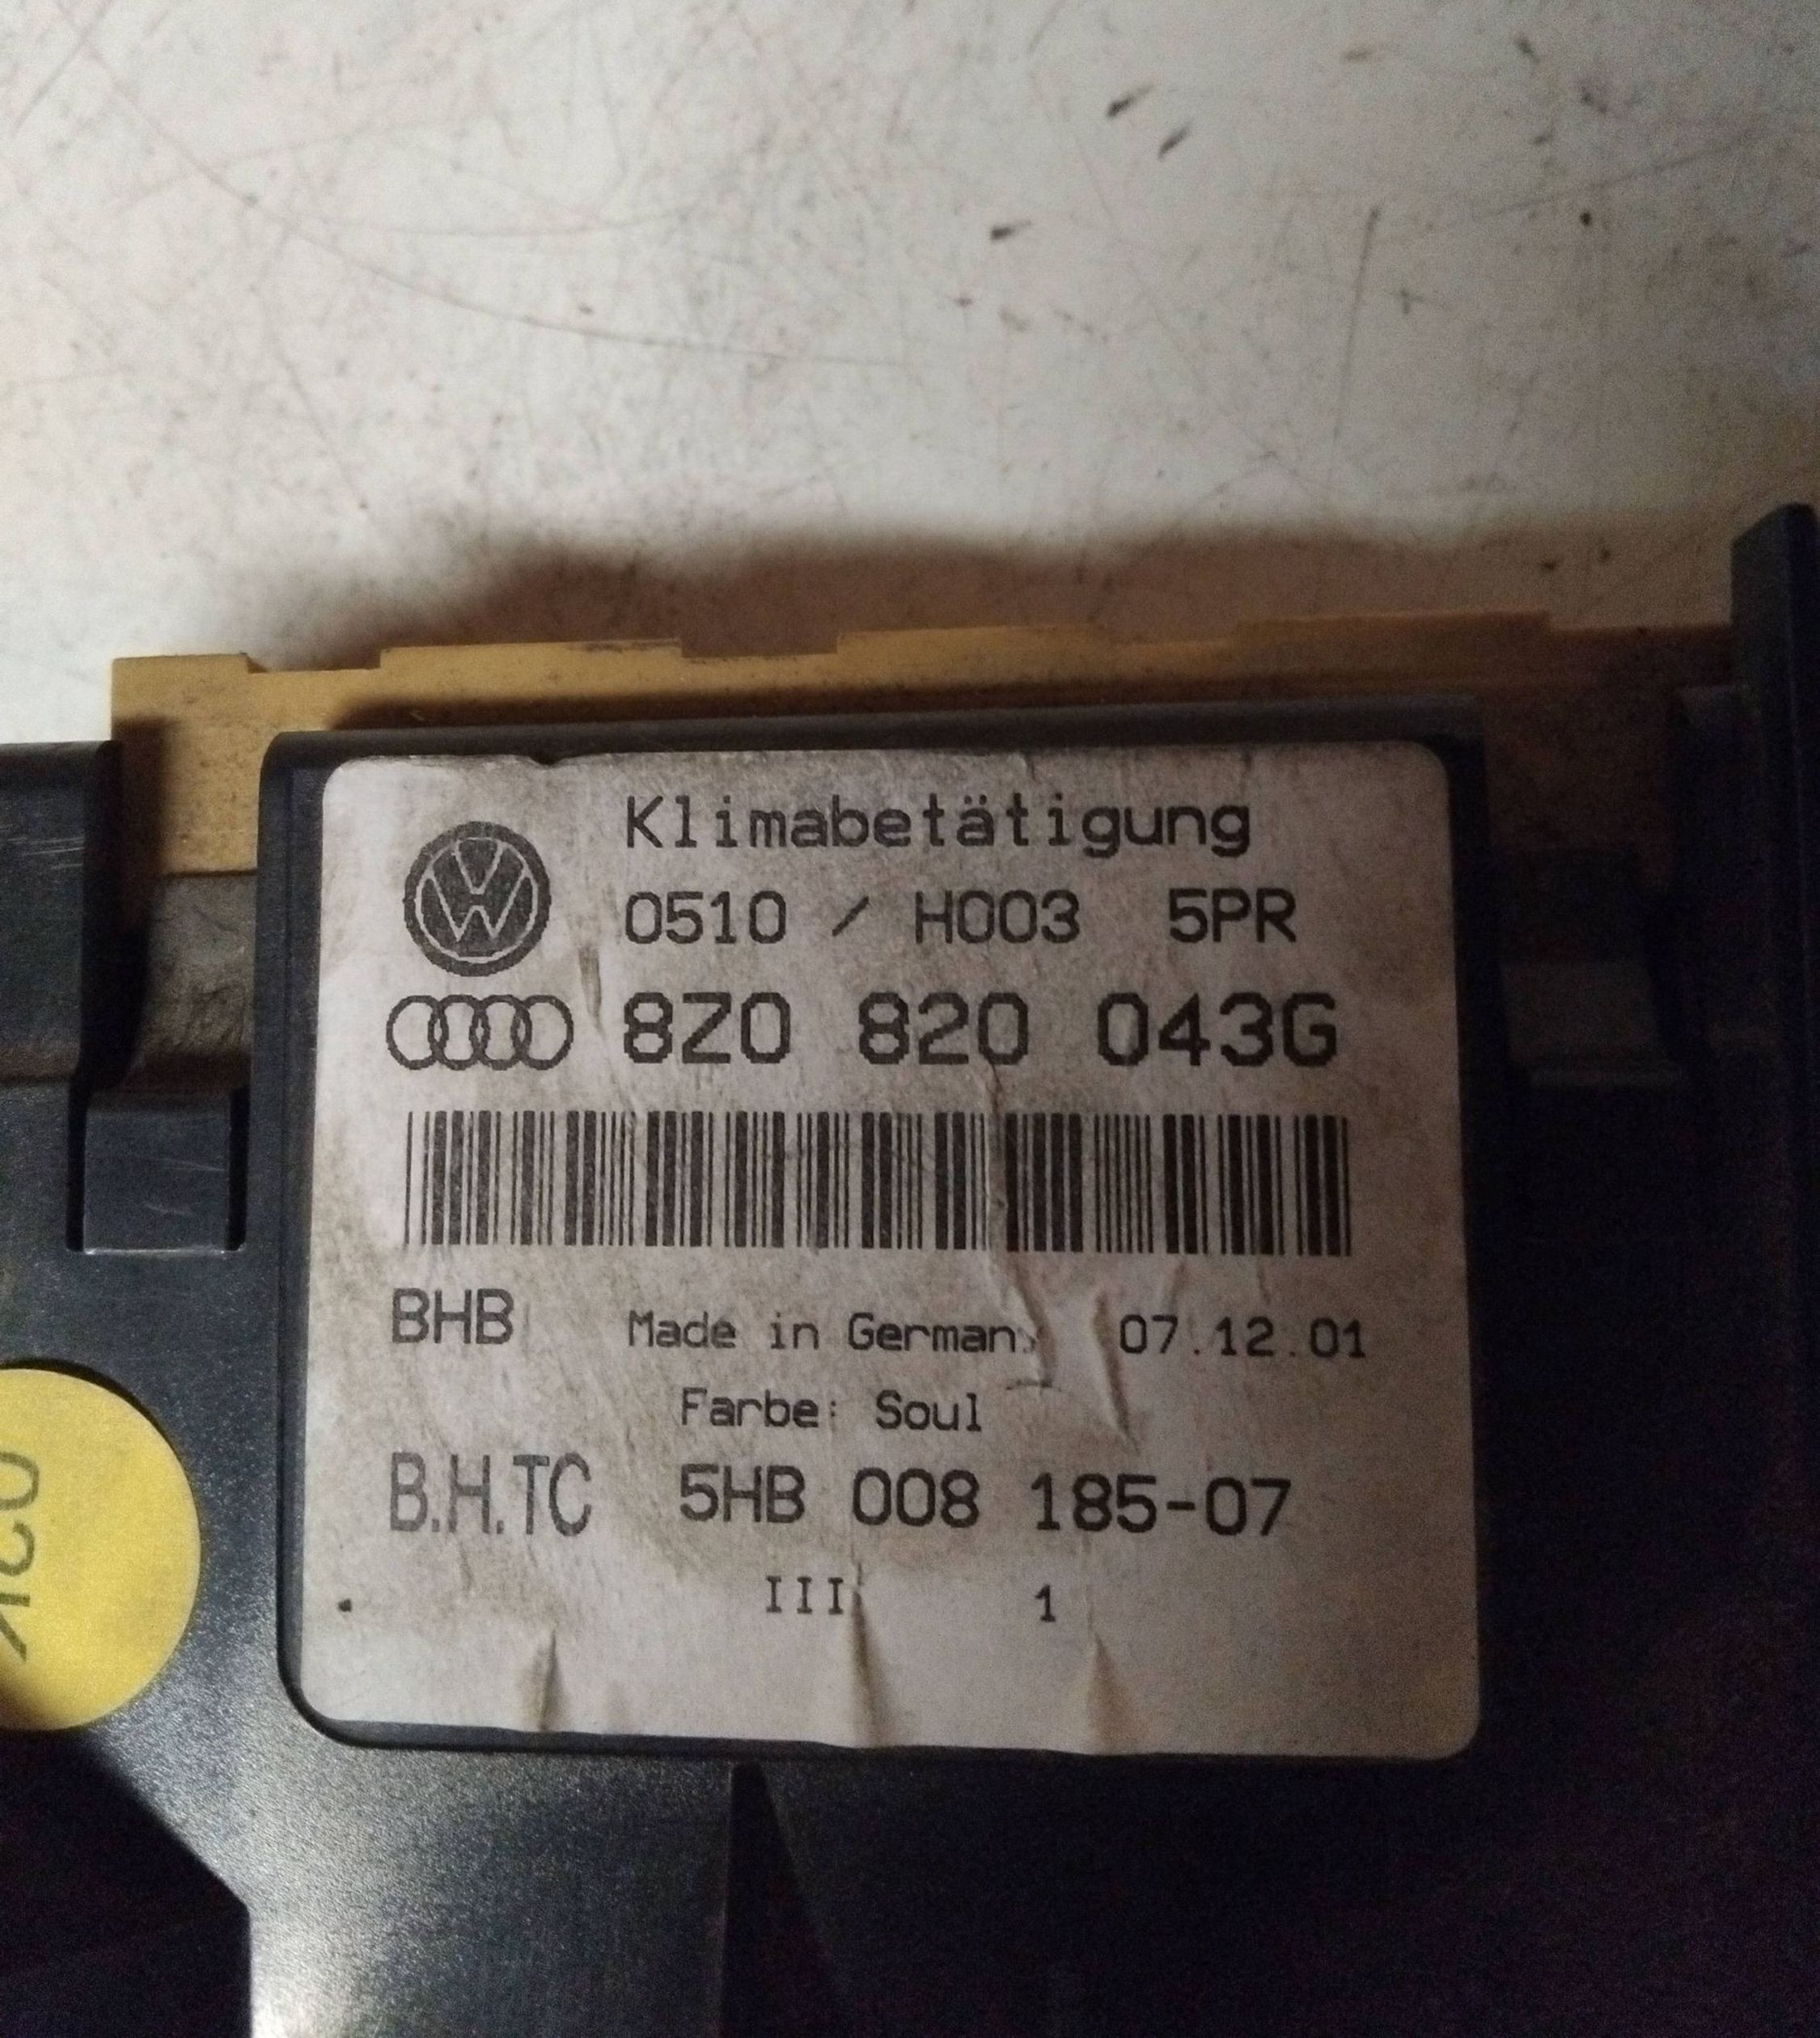 Klimabetätigung
0510 / H003 5PR
8Z0 820 043G
BHB Made in Germany 07.12.01
Farbe: Soul
B.H.TC 5HB 008 185-07
III 1